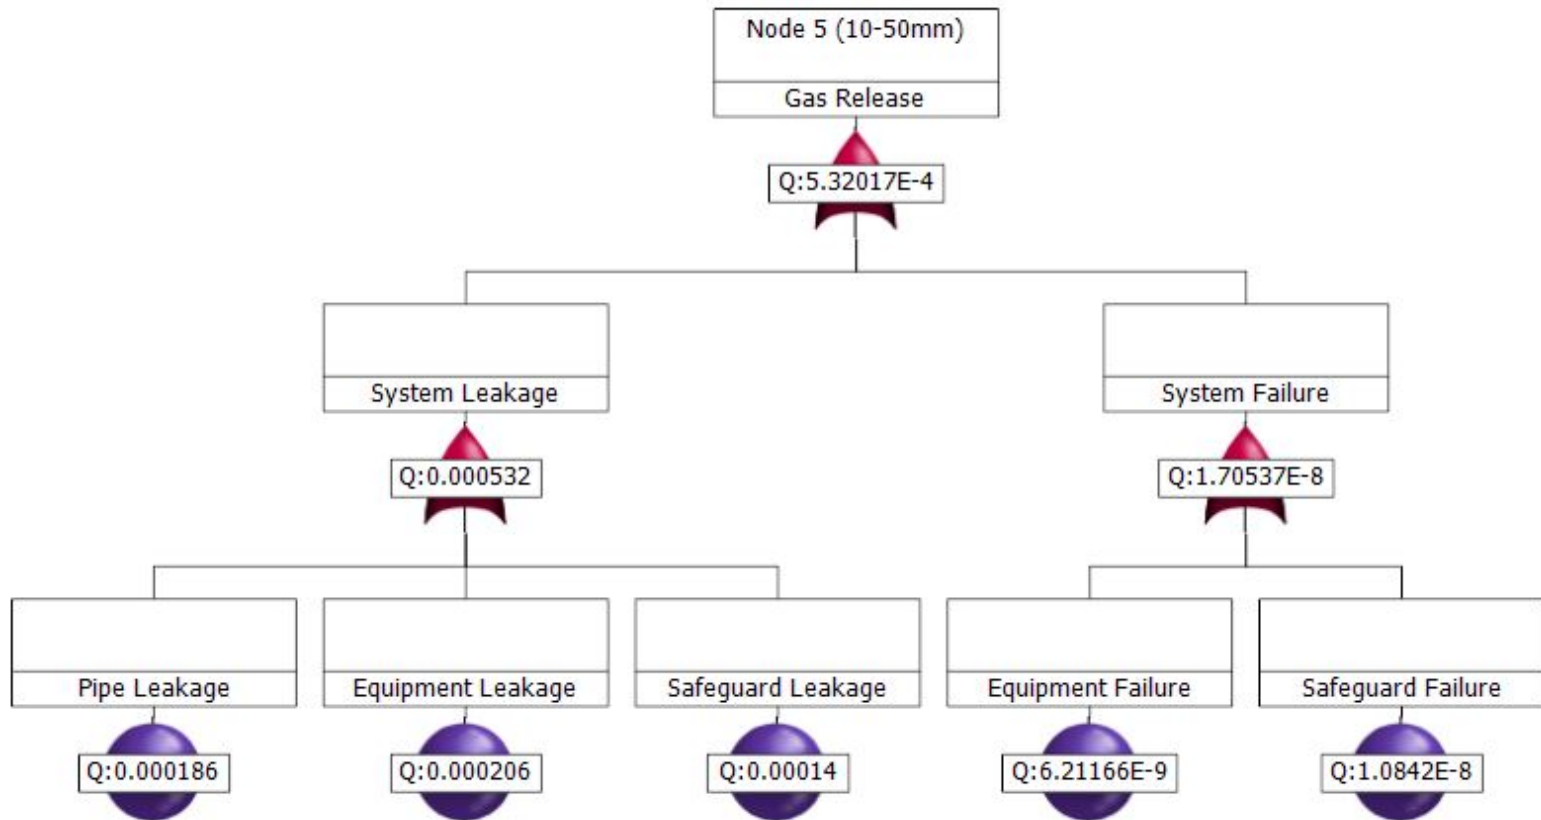 Node 5 (10-50mm)
Gas Release
Q:5.32017E-4
System Leakage
System Failure
Q:0.000532
Q:1.70537E-8
Pipe Leakage
Equipment Leakage
Safeguard Leakage
Equipment Failure
Safeguard Failure
Q:0.000186
Q:0.000206
Q:0.00014
Q:6.21166E-9
Q:1.0842E-8